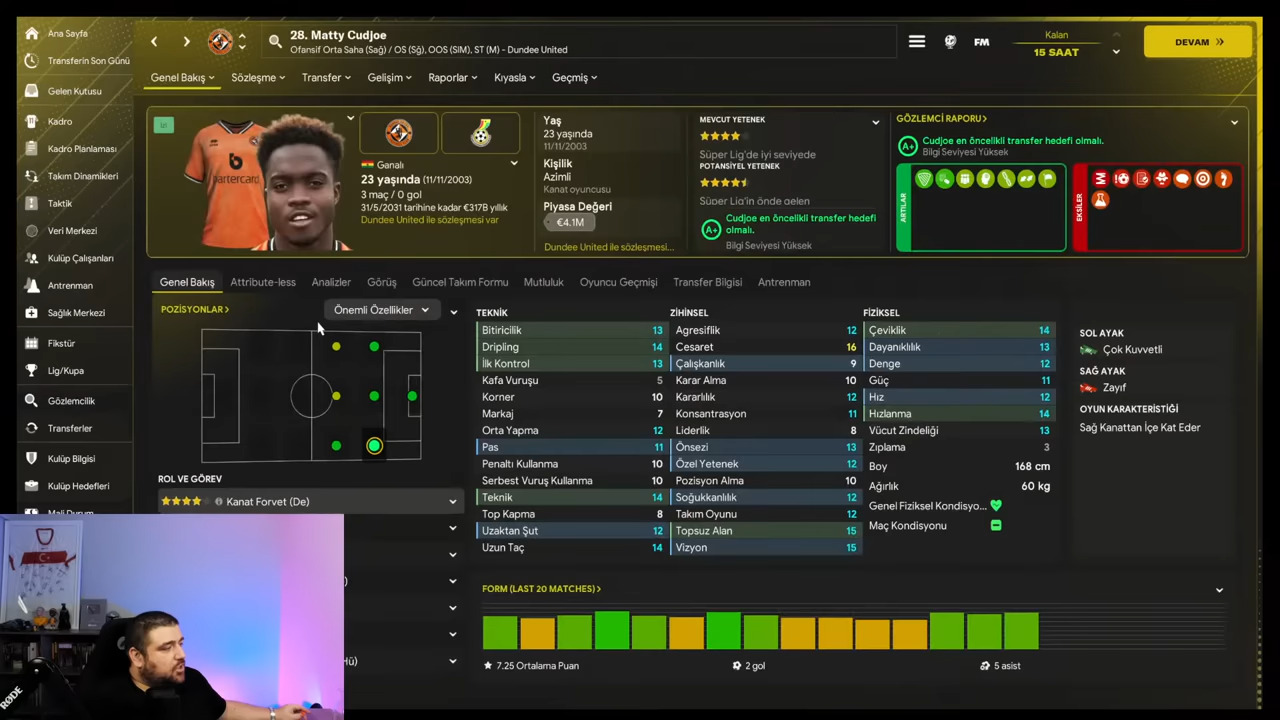 Ana Sayfa
Transferin Son Günü
Gelen Kutusu
Kadro
Kadro Planlaması
Takım Dinamikleri
Taktik
Veri Merkezi
Kulüp Çalışanları
Antrenman
Sağlık Merkezi
Fikstür
Lig/Kupa
Gözlemcilik
Transferler
Kulüp Bilgisi
Kulüp Hedefleri
Mali Durum
28. Matty Cudjoe
Ofansif Orta Saha (Sağ) / OS (Sğ), OOS (SlM), ST (M) - Dundee United
FM
Kalan
15 SAAT
DEVAM
Genel Bakış
Sözleşme
Transfer
Gelişim
Raporlar
Kıyasla
Geçmiş
Ganalı
23 yaşında (11/11/2003)
3 maç / 0 gol
31/5/2031 tarihine kadar €317B yıllık
Dundee United ile sözleşmesi var
Yaş
23 yaşında
11/11/2003
Kişilik
Azimli
Kanat oyuncusu
Piyasa Değeri
€4.1M
Dundee United ile sözleşmesi...
MEVCUT YETENEK
Süper Lig'de iyi seviyede
POTANSİYEL YETENEK
Süper Lig'in önde gelen
A+
Cudjoe en öncelikli transfer hedefi olmalı.
Bilgi Seviyesi Yüksek
GÖZLEMCİ RAPORU
A+
Cudjoe en öncelikli transfer hedefi olmalı.
Bilgi Seviyesi Yüksek
ARTILAR
EKSİLER
Genel Bakış
Attribute-less
Analizler
Görüş
Güncel Takım Formu
Mutluluk
Oyuncu Geçmişi
Transfer Bilgisi
Antrenman
POZİSYONLAR
Önemli Özellikler
ROL VE GÖREV
Kanat Forvet (De)
TEKNİK
Bitiricilik 13
Dripling 14
İlk Kontrol 13
Kafa Vuruşu 5
Korner 10
Markaj 7
Orta Yapma 12
Pas 11
Penaltı Kullanma 10
Serbest Vuruş Kullanma 10
Teknik 14
Top Kapma 8
Uzaktan Şut 12
Uzun Taç 14
ZİHİNSEL
Agresiflik 12
Cesaret 16
Çalışkanlık 9
Karar Alma 10
Kararlılık 12
Konsantrasyon 11
Liderlik 8
Önsezi 13
Özel Yetenek 12
Pozisyon Alma 10
Soğukkanlılık 12
Takım Oyunu 12
Topsuz Alan 15
Vizyon 15
FİZİKSEL
Çeviklik 14
Dayanıklılık 13
Denge 12
Güç 11
Hız 12
Hızlanma 14
Vücut Zindeliği 13
Zıplama 3
Boy 168 cm
Ağırlık 60 kg
Genel Fiziksel Kondisyo...
Maç Kondisyonu
SOL AYAK
Çok Kuvvetli
SAĞ AYAK
Zayıf
OYUN KARAKTERİSTİĞİ
Sağ Kanattan İçe Kat Eder
FORM (LAST 20 MATCHES)
7.25 Ortalama Puan
2 gol
5 asist
RØDE